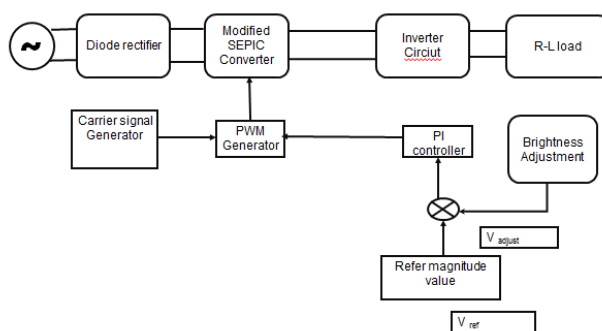 Diode rectifier
Modified
SEPIC
Converter
Inverter
Circiut
R-L load
Carrier signal
Generator
PWM
Generator
PI
controller
Brightness
Adjustment
V adjust
Refer magnitude
value
V ref